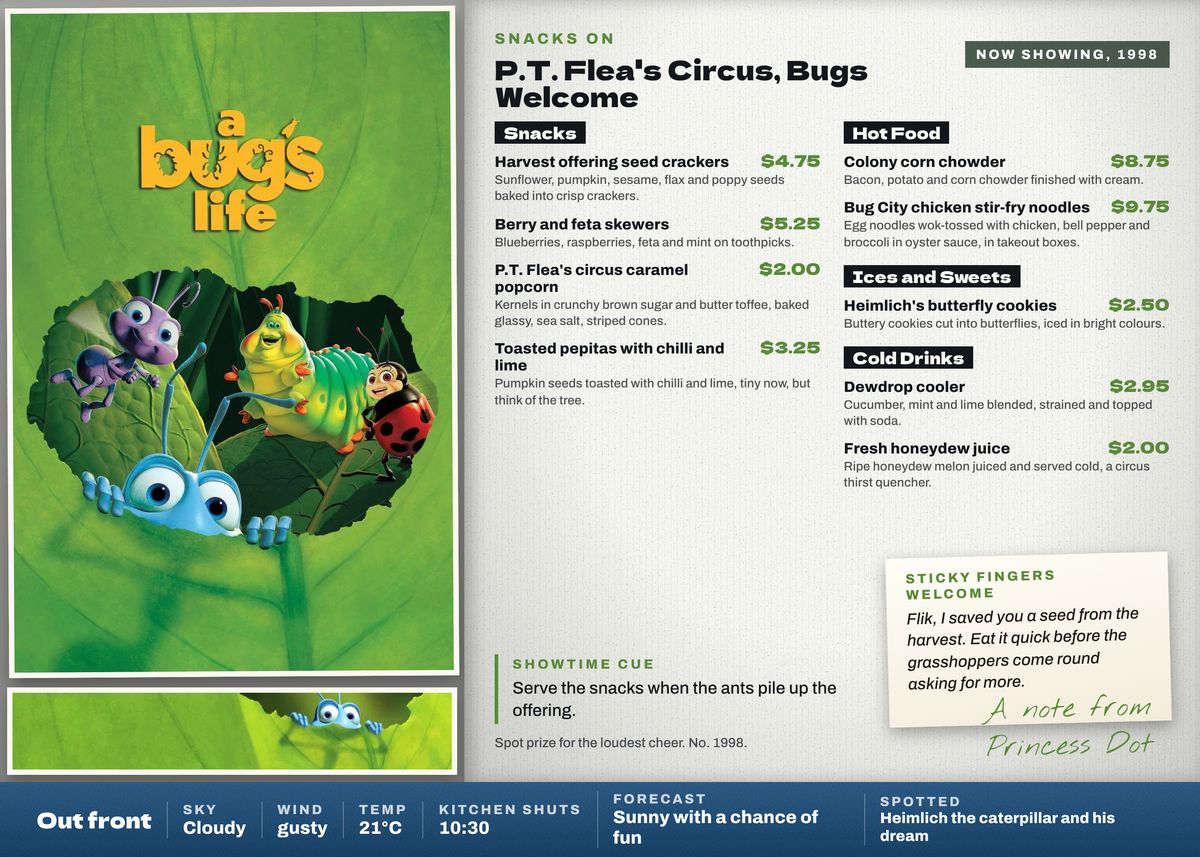 a
bug's
life
SNACKS ON
P.T. Flea's Circus, Bugs
Welcome
NOW SHOWING, 1998
Snacks
Harvest offering seed crackers $4.75
Sunflower, pumpkin, sesame, flax and poppy seeds
baked into crisp crackers.
Berry and feta skewers $5.25
Blueberries, raspberries, feta and mint on toothpicks.
P.T. Flea's circus caramel $2.00
popcorn
Kernels in crunchy brown sugar and butter toffee, baked
glassy, sea salt, striped cones.
Toasted pepitas with chilli and $3.25
lime
Pumpkin seeds toasted with chilli and lime, tiny now, but
think of the tree.
Hot Food
Colony corn chowder $8.75
Bacon, potato and corn chowder finished with cream.
Bug City chicken stir-fry noodles $9.75
Egg noodles wok-tossed with chicken, bell pepper and
broccoli in oyster sauce, in takeout boxes.
Ices and Sweets
Heimlich's butterfly cookies $2.50
Buttery cookies cut into butterflies, iced in bright colours.
Cold Drinks
Dewdrop cooler $2.95
Cucumber, mint and lime blended, strained and topped
with soda.
Fresh honeydew juice $2.00
Ripe honeydew melon juiced and served cold, a circus
thirst quencher.
SHOWTIME CUE
Serve the snacks when the ants pile up the
offering.
Spot prize for the loudest cheer. No. 1998.
STICKY FINGERS
WELCOME
Flik, I saved you a seed from the
harvest. Eat it quick before the
grasshoppers come round
asking for more.
A note from
Princess Dot
Out front
SKY
Cloudy
WIND
gusty
TEMP
21°C
KITCHEN SHUTS
10:30
FORECAST
Sunny with a chance of
fun
SPOTTED
Heimlich the caterpillar and his
dream